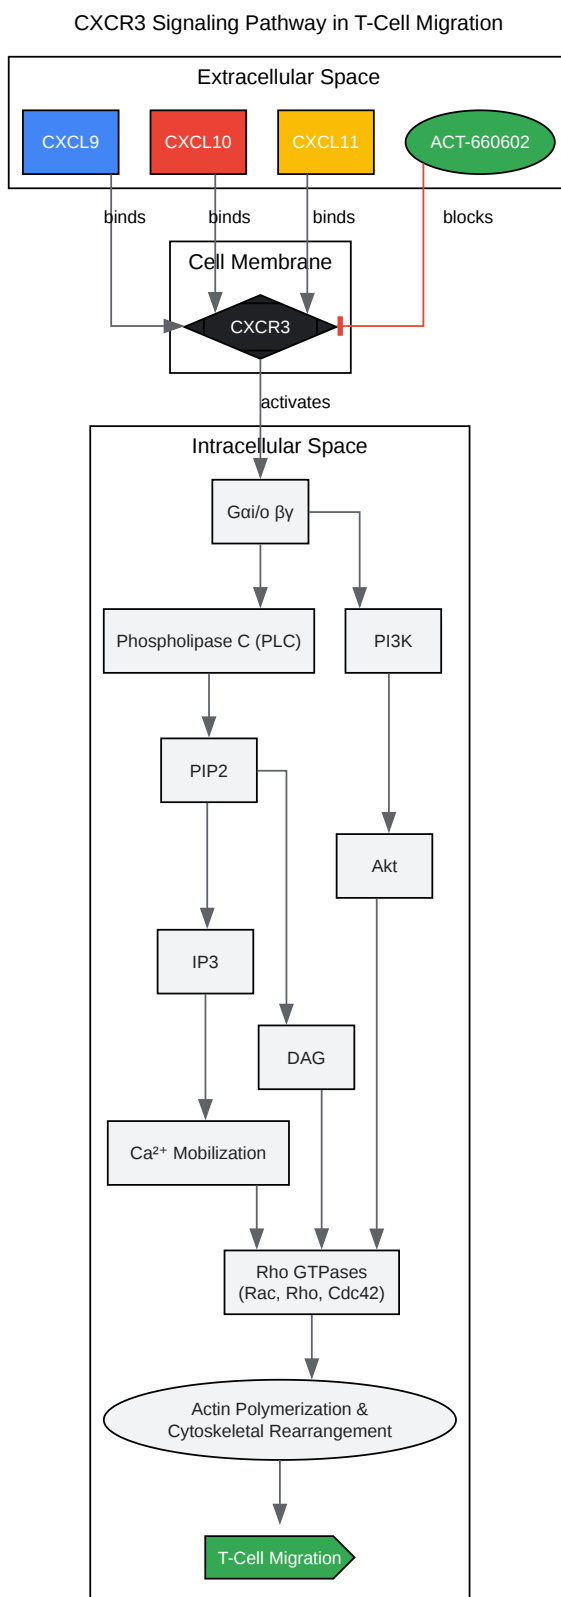 CXCR3 Signaling Pathway in T-Cell Migration
Extracellular Space
CXCL9
CXCL10
CXCL11
ACT-660602
binds
binds
binds
blocks
Cell Membrane
CXCR3
activates
Intracellular Space
Gαi/o βγ
Phospholipase C (PLC)
PI3K
PIP2
Akt
IP3
DAG
Ca²⁺ Mobilization
Rho GTPases
(Rac, Rho, Cdc42)
Actin Polymerization &
Cytoskeletal Rearrangement
T-Cell Migration